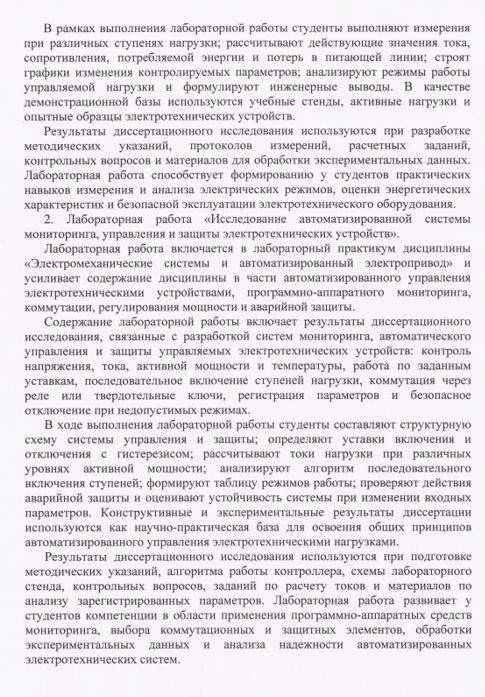 В рамках выполнения лабораторной работы студенты выполняют измерения
при различных ступенях нагрузки; рассчитывают действующие значения тока,
сопротивления, потребляемой энергии и потерь в питающей линии; строят
графики изменения контролируемых параметров; анализируют режимы работы
управляемой нагрузки и формулируют инженерные выводы. В качестве
демонстрационной базы используются учебные стенды, активные нагрузки и
опытные образцы электротехнических устройств.
Результаты диссертационного исследования используются при разработке
методических указаний, протоколов измерений, расчетных заданий,
контрольных вопросов и материалов для обработки экспериментальных данных.
Лабораторная работа способствует формированию у студентов практических
навыков измерения и анализа электрических режимов, оценки энергетических
характеристик и безопасной эксплуатации электротехнического оборудования.
2. Лабораторная работа «Исследование автоматизированной системы
мониторинга, управления и защиты электротехнических устройств».
Лабораторная работа включается в лабораторный практикум дисциплины
«Электромеханические системы и автоматизированный электропривод» и
усиливает содержание дисциплины в части автоматизированного управления
электротехническими устройствами, программно-аппаратного мониторинга,
коммутации, регулирования мощности и аварийной защиты.
Содержание лабораторной работы включает результаты диссертационного
исследования, связанные с разработкой систем мониторинга, автоматического
управления и защиты управляемых электротехнических устройств: контроль
напряжения, тока, активной мощности и температуры, работа по заданным
уставкам, последовательное включение ступеней нагрузки, коммутация через
реле или твердотельные ключи, регистрация параметров и безопасное
отключение при недопустимых режимах.
В ходе выполнения лабораторной работы студенты составляют структурную
схему системы управления и защиты; определяют уставки включения и
отключения с гистерезисом; рассчитывают токи нагрузки при различных
уровнях активной мощности; анализируют алгоритм последовательного
включения ступеней; формируют таблицу режимов работы; проверяют действия
аварийной защиты и оценивают устойчивость системы при изменении входных
параметров. Конструктивные и экспериментальные результаты диссертации
используются как научно-практическая база для освоения общих принципов
автоматизированного управления электротехническими нагрузками.
Результаты диссертационного исследования используются при подготовке
методических указаний, алгоритма работы контроллера, схемы лабораторного
стенда, контрольных вопросов, заданий по расчету токов и материалов по
анализу зарегистрированных параметров. Лабораторная работа развивает у
студентов компетенции в области применения программно-аппаратных средств
мониторинга, выбора коммутационных и защитных элементов, обработки
экспериментальных данных и анализа надежности автоматизированных
электротехнических систем.